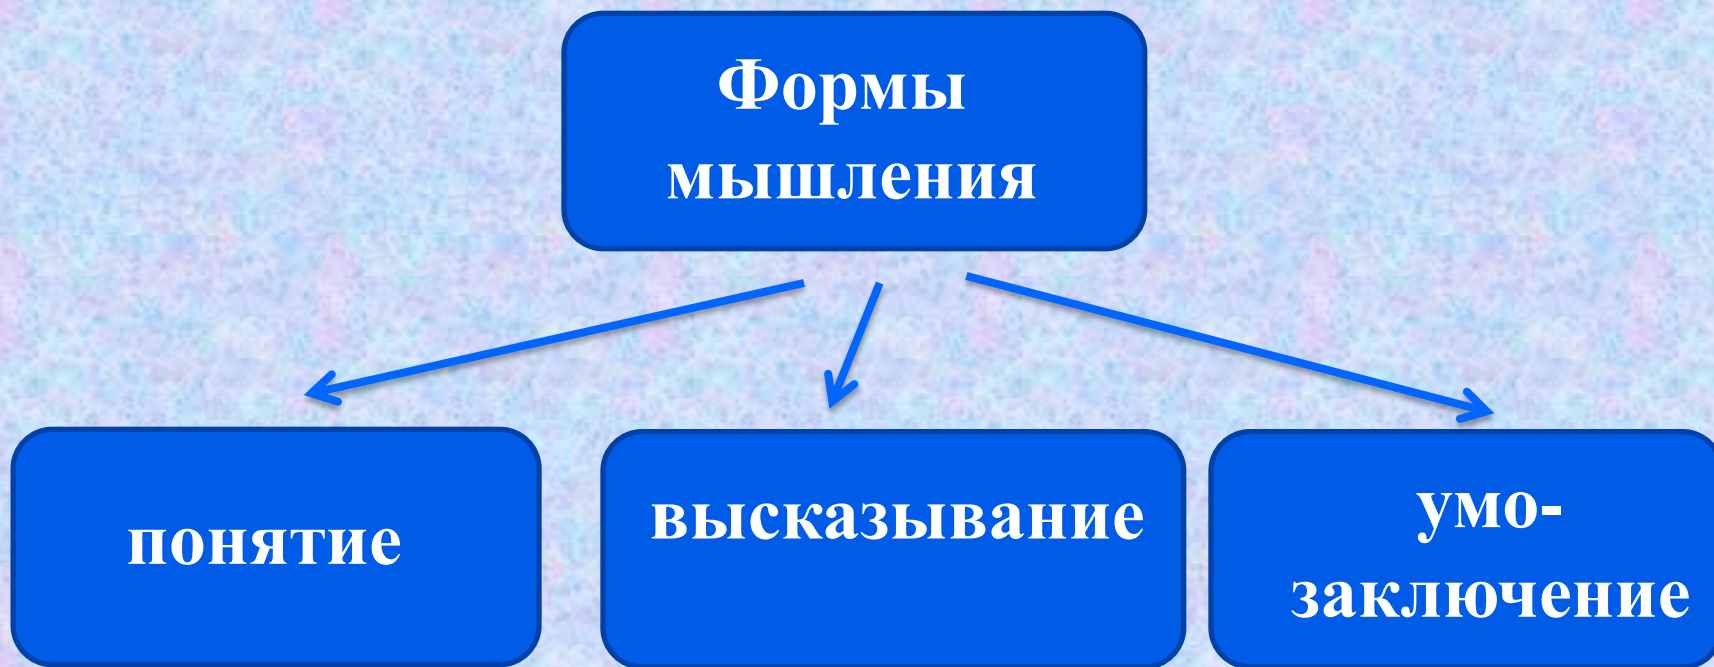 Формы
мышления
понятие
высказывание
умо-
заключение